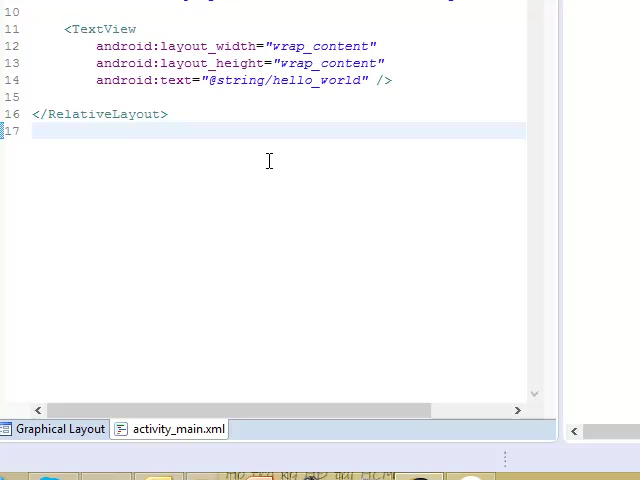 10
11 <TextView
12 android:layout_width="wrap_content"
13 android:layout_height="wrap_content"
14 android:text="@string/hello_world" />
15
16 </RelativeLayout>
17
Graphical Layout
activity_main.xml